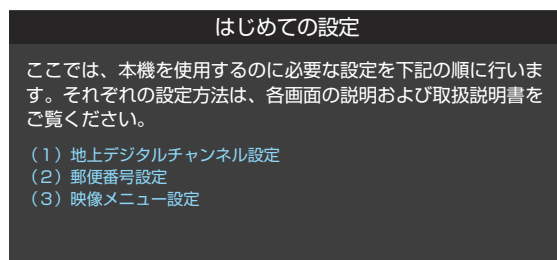 はじめての設定
ここでは、本機を使用するのに必要な設定を下記の順に行いま
す。それぞれの設定方法は、各画面の説明および取扱説明書を
ご覧ください。
（1）地上デジタルチャンネル設定
（2）郵便番号設定
（3）映像メニュー設定